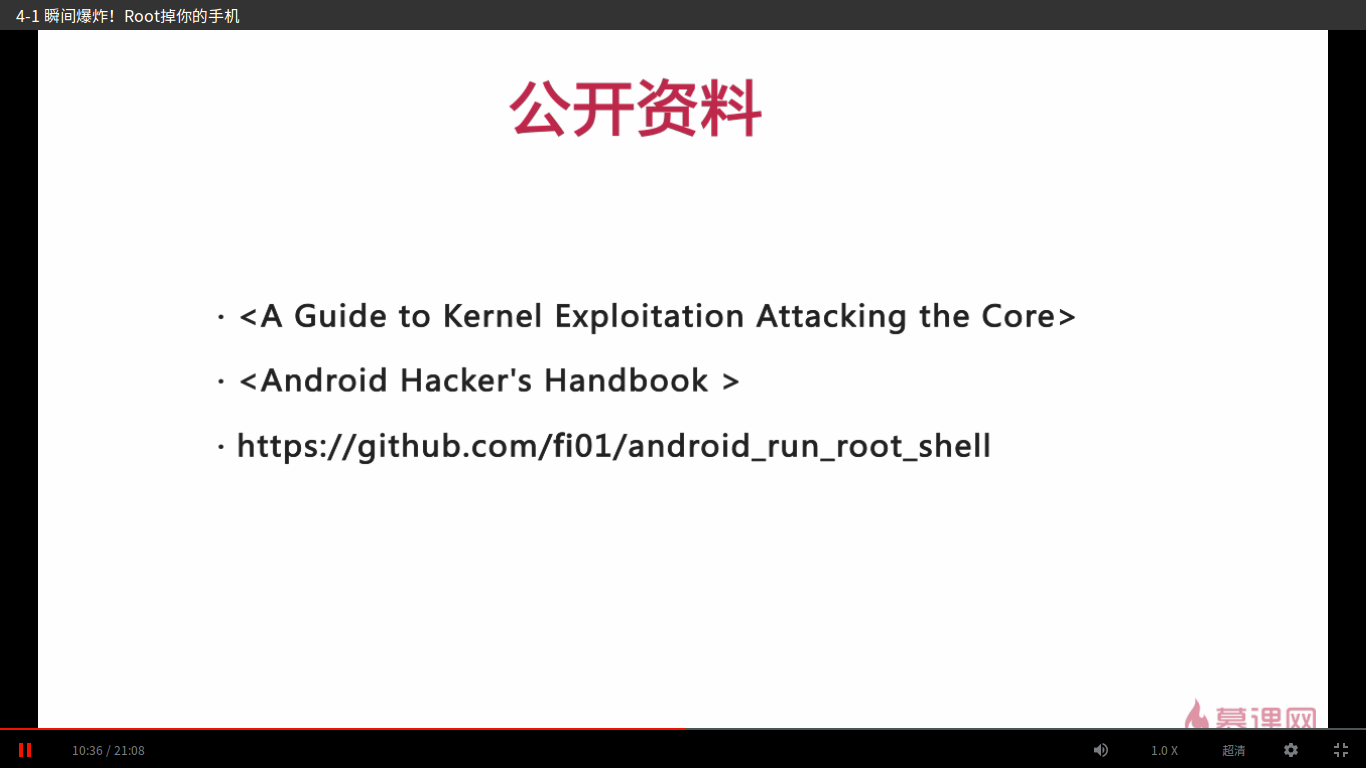 4-1 瞬间爆炸！Root掉你的手机
公开资料
· <A Guide to Kernel Exploitation Attacking the Core>
· <Android Hacker's Handbook >
· https://github.com/fi01/android_run_root_shell
慕课网
10:36 / 21:08 1.0 X 超清